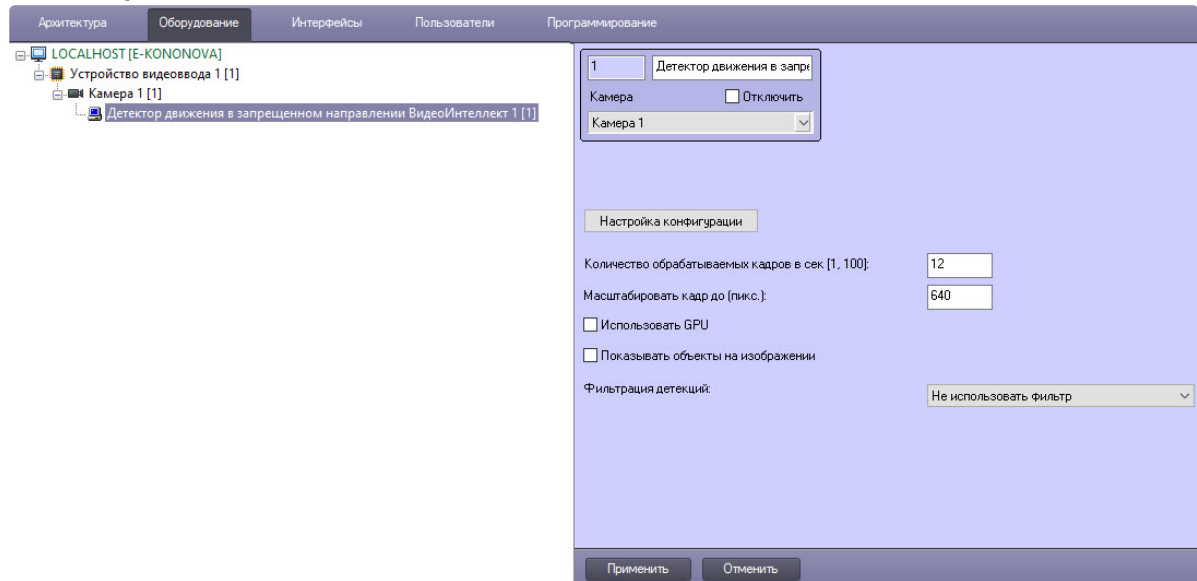 Архитектура Оборудование Интерфейсы Пользователи Программирование
LOCALHOST [E-KONONOVA]
Устройство видеоввода 1 [1]
Камера 1 [1]
Детектор движения в запрещенном направлении ВидеоИнтеллект 1 [1]
1 Детектор движения в запре
Камера Отключить
Камера 1
Настройка конфигурации
Количество обрабатываемых кадров в сек [1, 100]: 12
Масштабировать кадр до (пикс.): 640
Использовать GPU
Показывать объекты на изображении
Фильтрация детекций: Не использовать фильтр
Применить Отменить